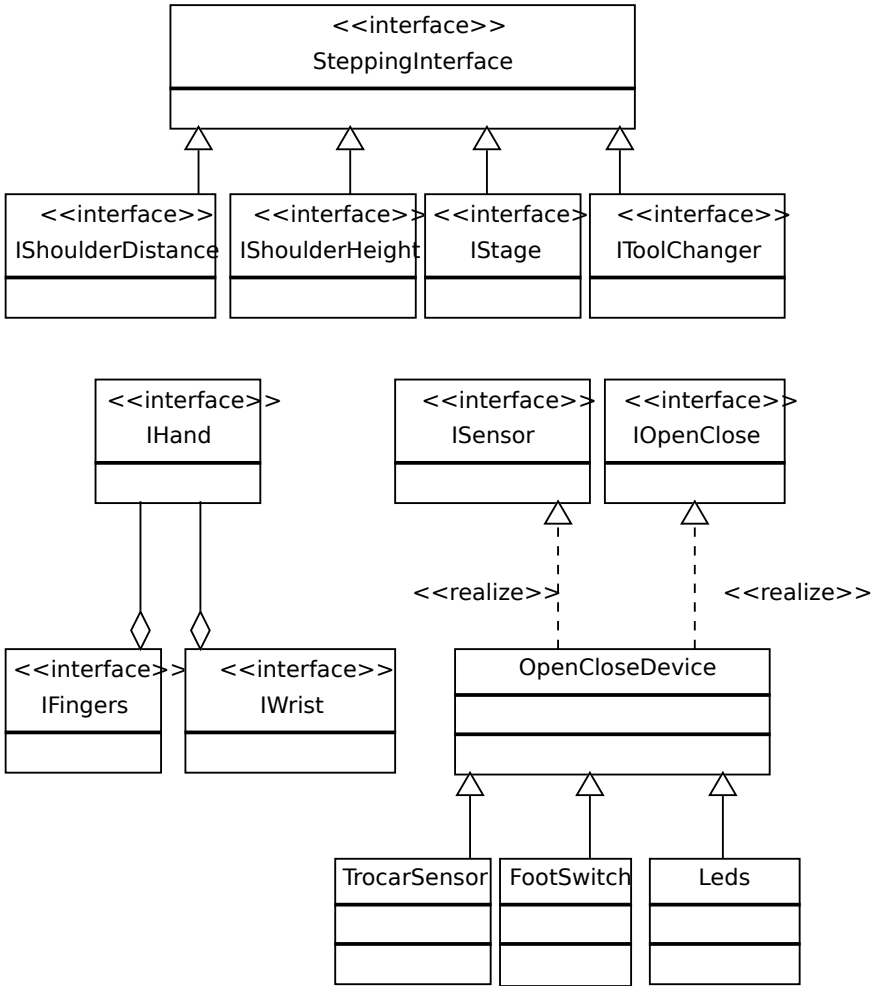 <<interface>>
SteppingInterface
<<interface>>
IShoulderDistance
<<interface>>
IShoulderHeight
<<interface>
IStage
<<interface>>
IToolChanger
<<interface>>
IHand
<<interface>>
ISensor
<<interface>>
IOpenClose
<<realize>>
<<realize>>
<<interface>>
IFingers
<<interface>>
IWrist
OpenCloseDevice
TrocarSensor
FootSwitch
Leds